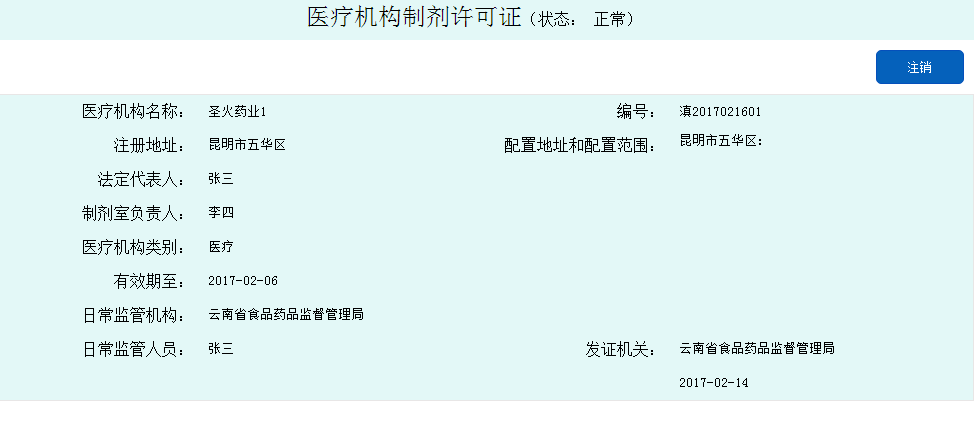 医疗机构制剂许可证（状态： 正常）
注销
医疗机构名称： 圣火药业1 编号： 滇2017021601
注册地址： 昆明市五华区 配置地址和配置范围： 昆明市五华区:
法定代表人： 张三
制剂室负责人： 李四
医疗机构类别： 医疗
有效期至： 2017-02-06
日常监管机构： 云南省食品药品监督管理局
日常监管人员： 张三 发证机关： 云南省食品药品监督管理局
2017-02-14